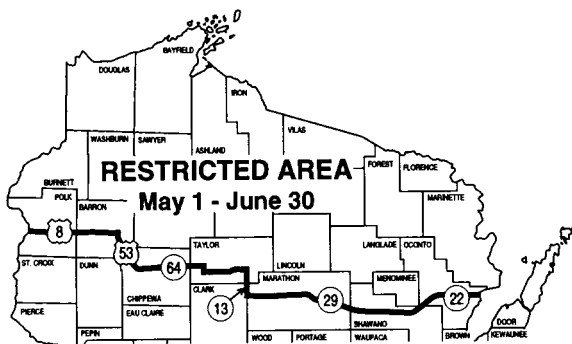 BAYFIELD
DOUGLAS
IRON
VILAS
WASHBURN
SAWYER
ASHLAND
FOREST
FLORENCE
RESTRICTED AREA
MARINETTE
BURNETT
May 1 - June 30
POLK
BARRON
8
53
TAYLOR
LANGLADE
OCONTO
ST. CROIX
DUNN
64
LINCOLN
MARATHON
MENOMINEE
CLARK
CHIPPEWA
29
22
13
PIERCE
EAU CLAIRE
SHAWANO
DOOR
PEPIN
WOOD
PORTAGE
WAUPACA
BROWN
KEWAUNEE